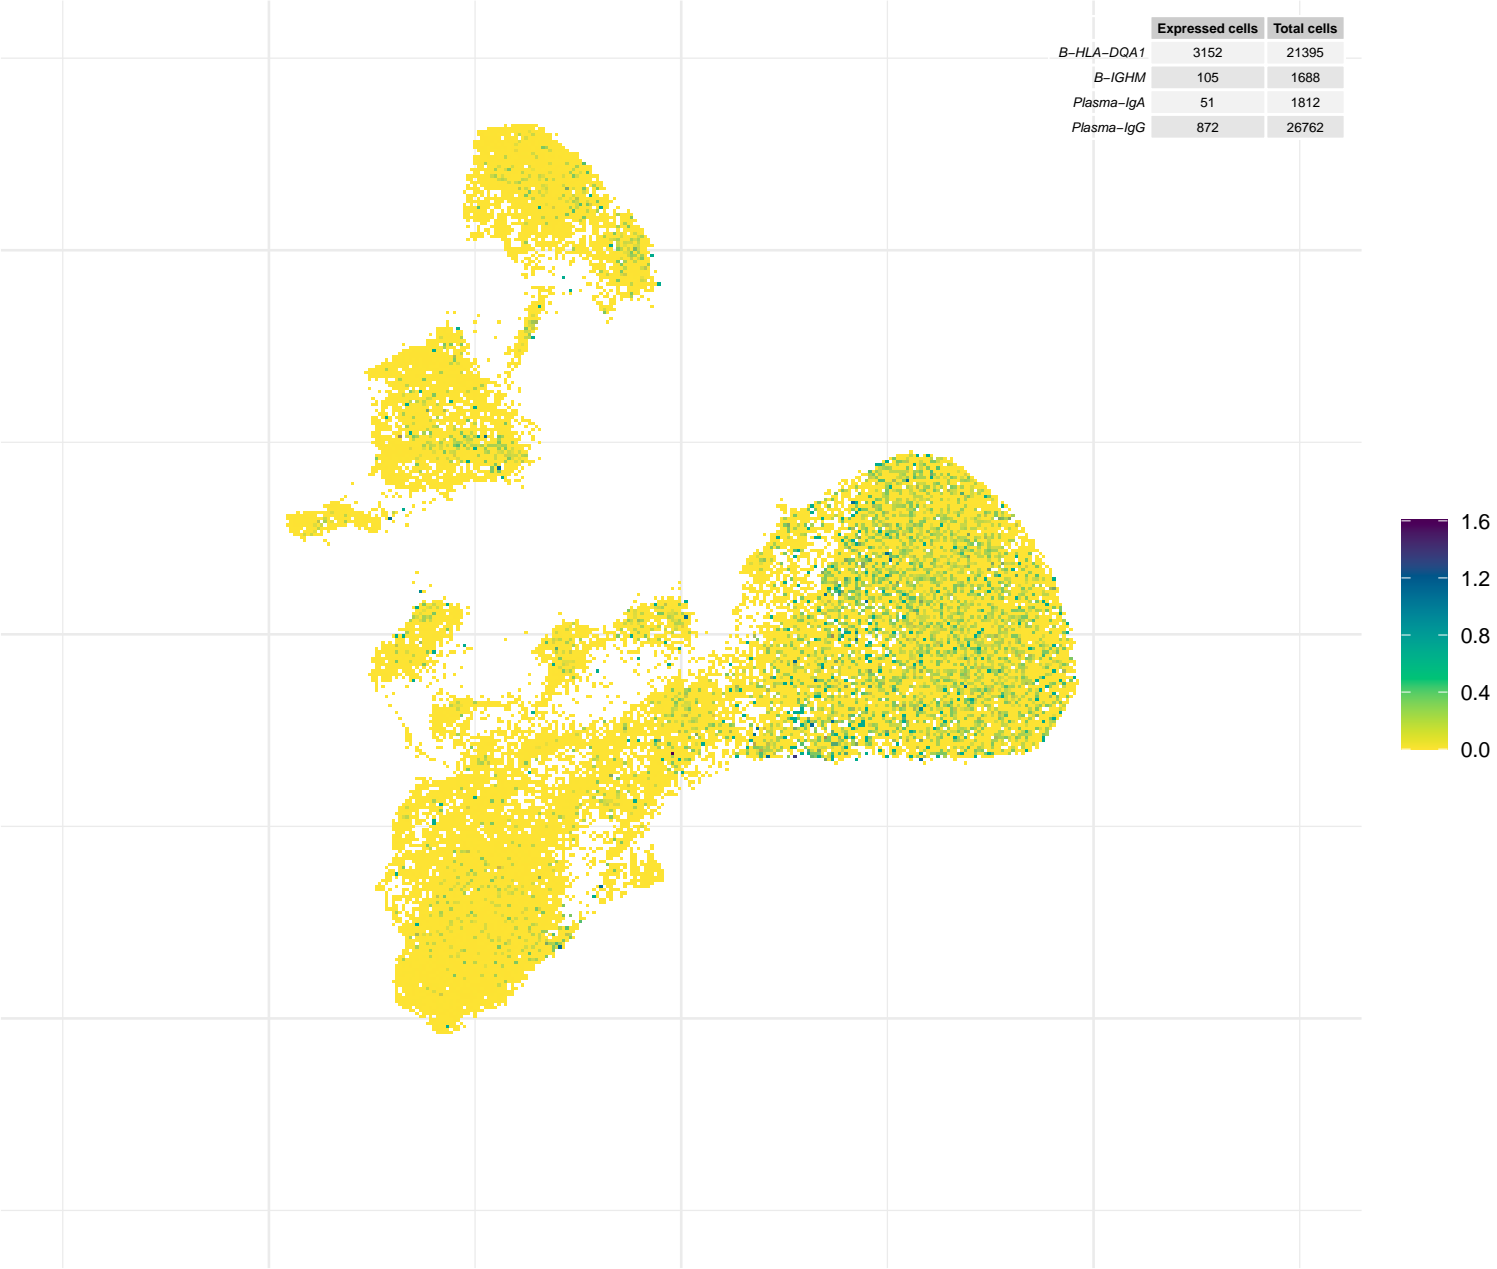 Expressed cells Total cells
B−HLA−DQA1 3152 21395
B−IGHM 105 1688
Plasma−IgA 51 1812
Plasma−IgG 872 26762
1.6
1.2
0.8
0.4
0.0